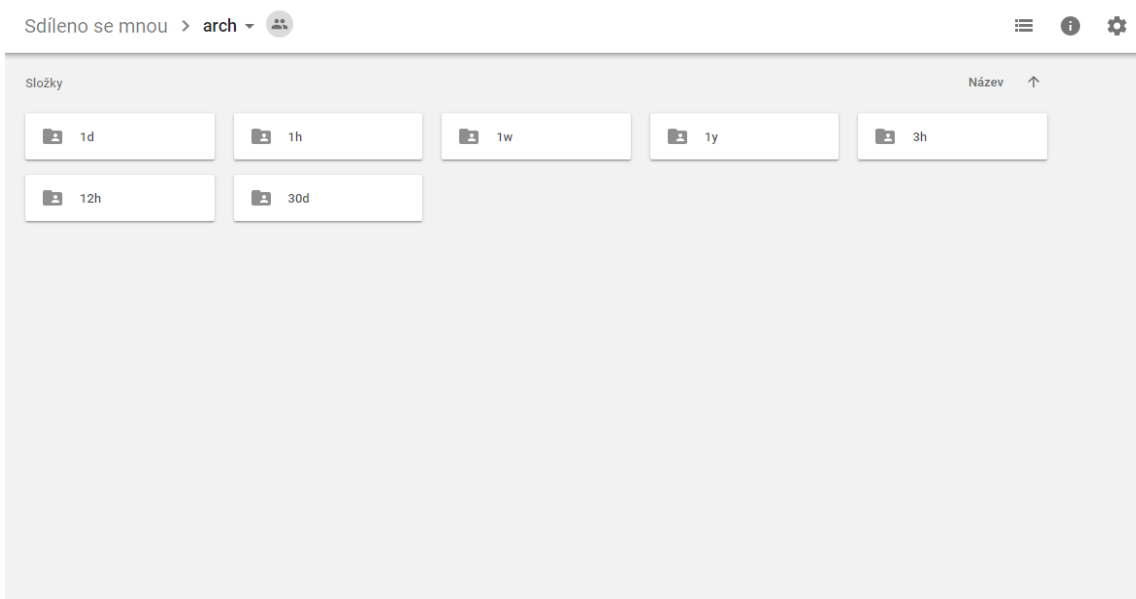 Sdíleno se mnou > arch
Složky
Název
1d
1h
1w
1y
3h
12h
30d